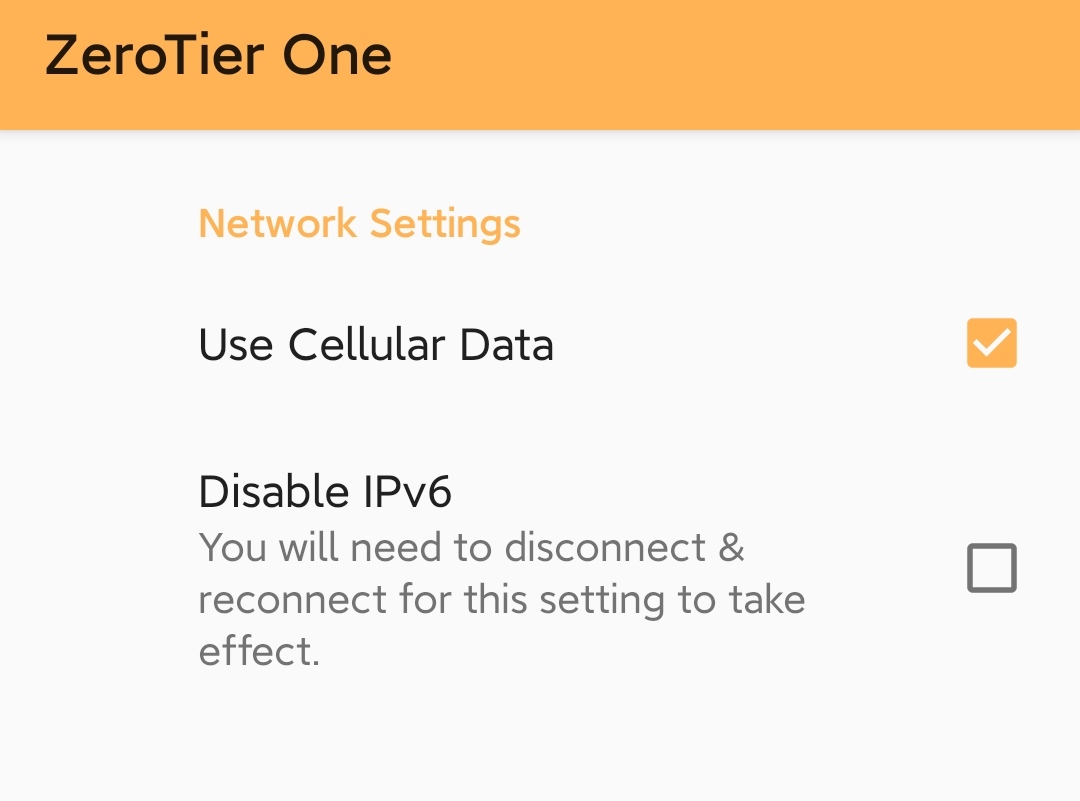 ZeroTier One
Network Settings
Use Cellular Data
Disable IPv6
You will need to disconnect &
reconnect for this setting to take
effect.